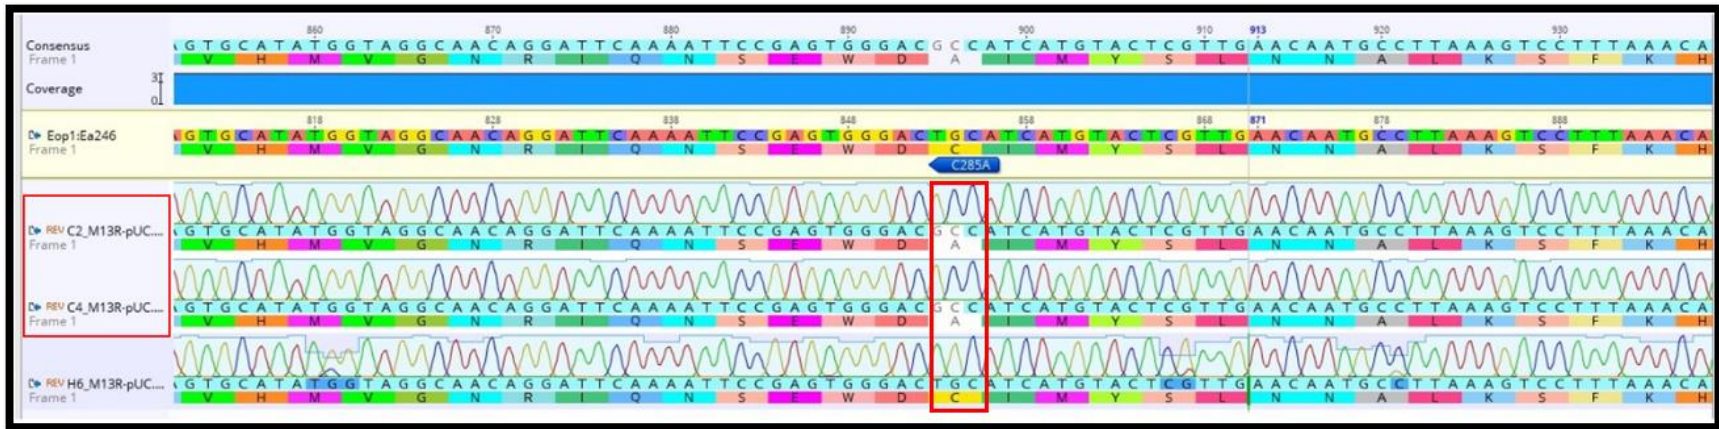 860 870 880 890 900 910 913 920 930
Consensus GTGCATATGGTAGGCAACAGGATTCAAAATTCCGAGTGGGACGCCATCATGTACTCGTTGAACAATGCCTTAAAGTCCTTTAAACA
Frame 1 V H M V G N R I Q N S E W D A I M Y S L N N A L K S F K H
Coverage 3 0
818 828 838 848 858 868 871 878 888
Eop1:Ea246 GTGCATATGGTAGGCAACAGGATTCAAAATTCCGAGTGGGACTGCATCATGTACTCGTTGAACAATGCCTTAAAGTCCTTTAAACA
Frame 1 V H M V G N R I Q N S E W D C I M Y S L N N A L K S F K H
C285A
REV C2_M13R-pUC.... GTGCATATGGTAGGCAACAGGATTCAAAATTCCGAGTGGGACGCCATCATGTACTCGTTGAACAATGCCTTAAAGTCCTTTAAACA
Frame 1 V H M V G N R I Q N S E W D A I M Y S L N N A L K S F K H
REV C4_M13R-pUC.... GTGCATATGGTAGGCAACAGGATTCAAAATTCCGAGTGGGACGCCATCATGTACTCGTTGAACAATGCCTTAAAGTCCTTTAAACA
Frame 1 V H M V G N R I Q N S E W D A I M Y S L N N A L K S F K H
REV H6_M13R-pUC.... GTGCATATGGTAGGCAACAGGATTCAAAATTCCGAGTGGGACTGCATCATGTACTCGTTGAACAATGCCTTAAAGTCCTTTAAACA
Frame 1 V H M V G N R I Q N S E W D C I M Y S L N N A L K S F K H